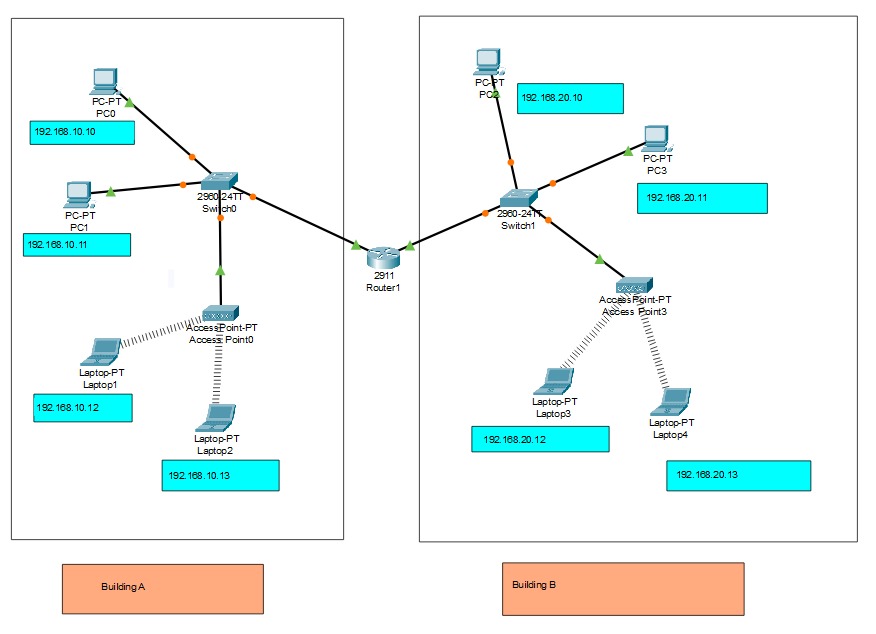 PC-PT
PC0
192.168.10.10
PC-PT
PC1
192.168.10.11
2960-24TT
Switch0
AccessPoint-PT
Access Point0
Laptop-PT
Laptop1
192.168.10.12
Laptop-PT
Laptop2
192.168.10.13
2911
Router1
PC-PT
PC2
192.168.20.10
PC-PT
PC3
192.168.20.11
2960-24TT
Switch1
AccessPoint-PT
Access Point3
Laptop-PT
Laptop3
192.168.20.12
Laptop-PT
Laptop4
192.168.20.13
Building A
Building B